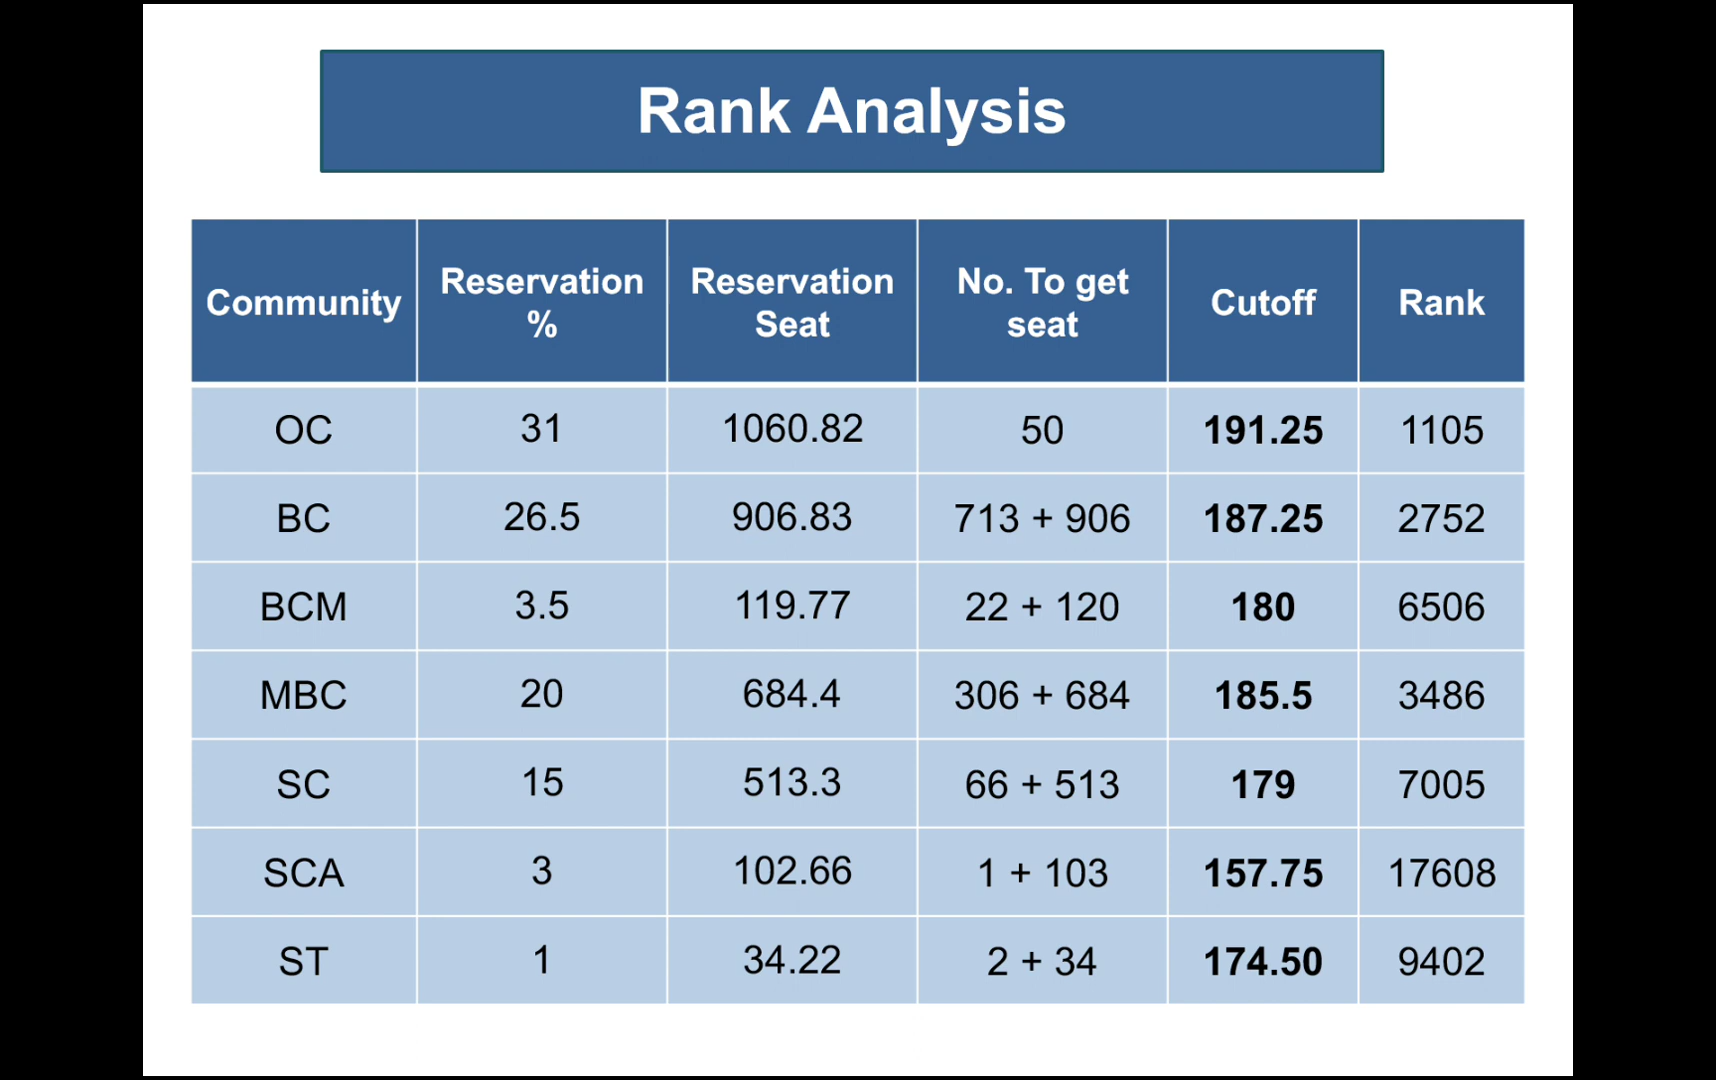 Rank Analysis
Community Reservation % Reservation Seat No. To get seat Cutoff Rank
OC 31 1060.82 50 191.25 1105
BC 26.5 906.83 713 + 906 187.25 2752
BCM 3.5 119.77 22 + 120 180 6506
MBC 20 684.4 306 + 684 185.5 3486
SC 15 513.3 66 + 513 179 7005
SCA 3 102.66 1 + 103 157.75 17608
ST 1 34.22 2 + 34 174.50 9402